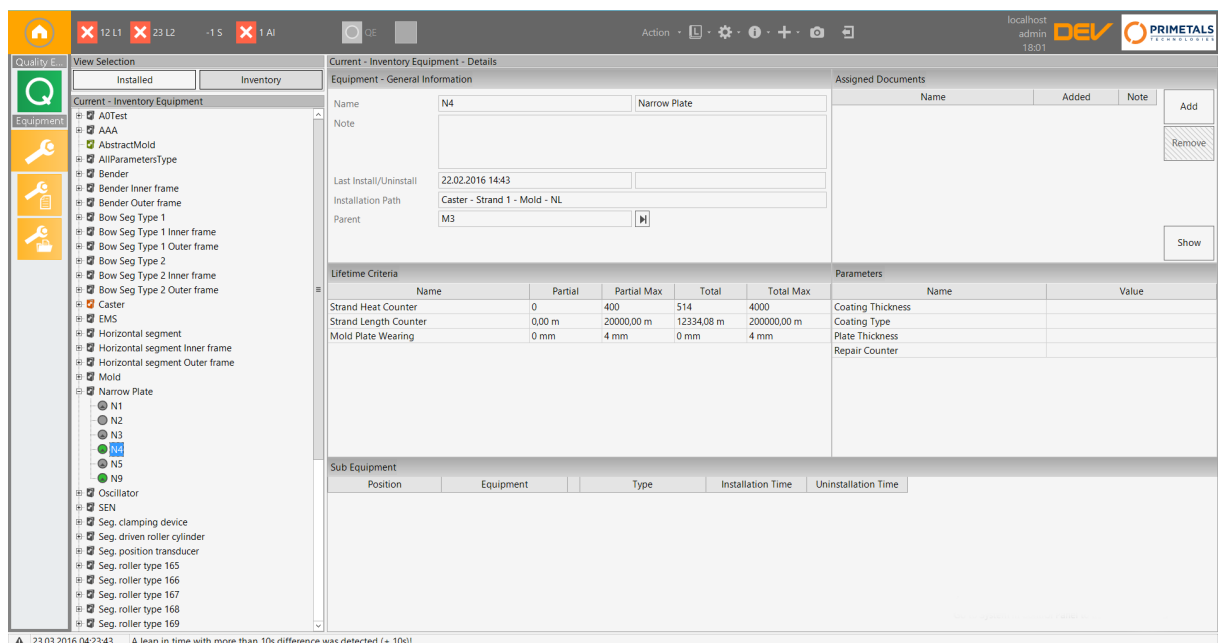 12 L1 23 L2 -1 S 1 AI QE Action L localhost admin 18:01 DEV PRIMETALS TECHNOLOGIES
Quality E... View Selection Current - Inventory Equipment - Details
Installed Inventory Equipment - General Information Assigned Documents
Equipment
Current - Inventory Equipment
A0Test
AAA
AbstractMold
AllParametersType
Bender
Bender Inner frame
Bender Outer frame
Bow Seg Type 1
Bow Seg Type 1 Inner frame
Bow Seg Type 1 Outer frame
Bow Seg Type 2
Bow Seg Type 2 Inner frame
Bow Seg Type 2 Outer frame
Caster
EMS
Horizontal segment
Horizontal segment Inner frame
Horizontal segment Outer frame
Mold
Narrow Plate
N1
N2
N3
N4
N5
N9
Oscillator
SEN
Seg. clamping device
Seg. driven roller cylinder
Seg. position transducer
Seg. roller type 165
Seg. roller type 166
Seg. roller type 167
Seg. roller type 168
Seg. roller type 169
Name N4 Narrow Plate
Note
Last Install/Uninstall 22.02.2016 14:43
Installation Path Caster - Strand 1 - Mold - NL
Parent M3
Name Added Note Add
Remove
Show
Lifetime Criteria
Name Partial Partial Max Total Total Max
Strand Heat Counter 0 400 514 4000
Strand Length Counter 0,00 m 20000,00 m 12334,08 m 200000,00 m
Mold Plate Wearing 0 mm 4 mm 0 mm 4 mm
Parameters
Name Value
Coating Thickness
Coating Type
Plate Thickness
Repair Counter
Sub Equipment
Position Equipment Type Installation Time Uninstallation Time
23.03.2016 04:23:43 A leap in time with more than 10s difference was detected (+ 10s)!